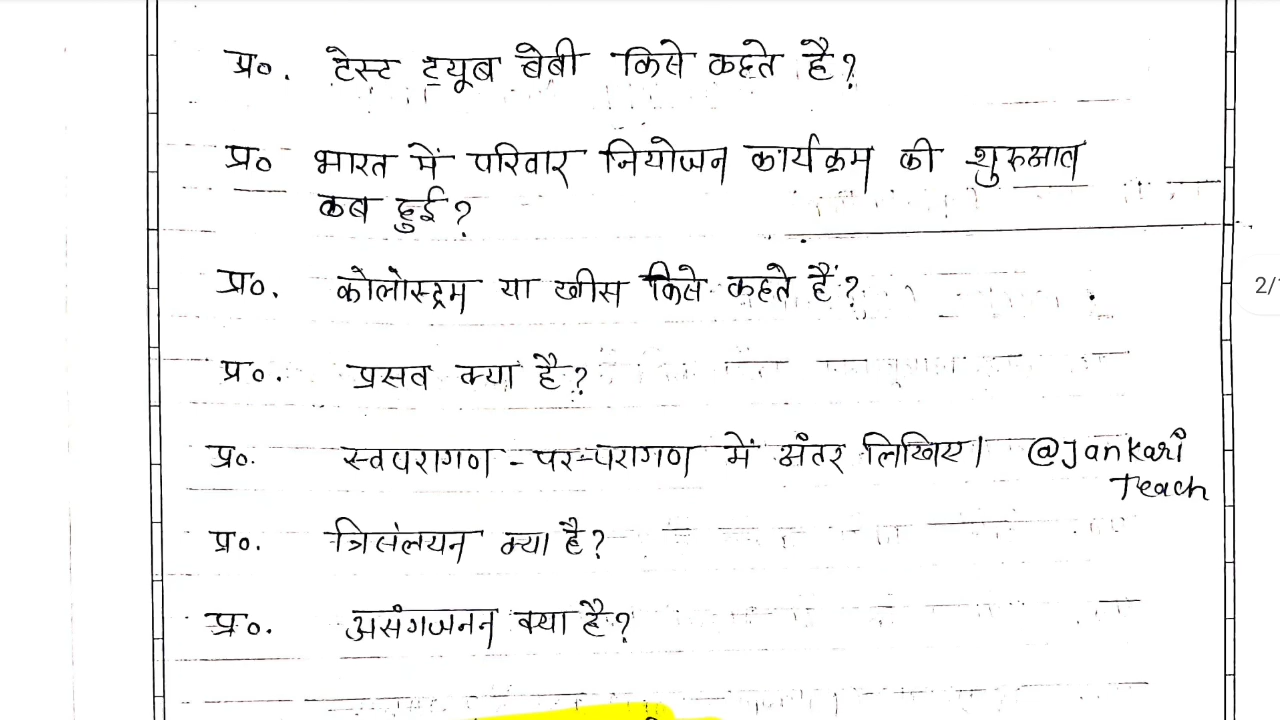 प्र०. टेस्ट ट्यूब बेबी किसे कहते है?
प्र० भारत में परिवार नियोजन कार्यक्रम की शुरुआत
कब हुई?
प्र०. कोलोस्ट्रम या खीस किसे कहते हैं?
2/
प्र०. प्रसव क्या है?
प्र०. स्वपरागण - पर-परागण में अंतर लिखिए। @Jankari
Teach
प्र०. त्रिसंलयन क्या है?
प्र०. असंगजनन क्या है?